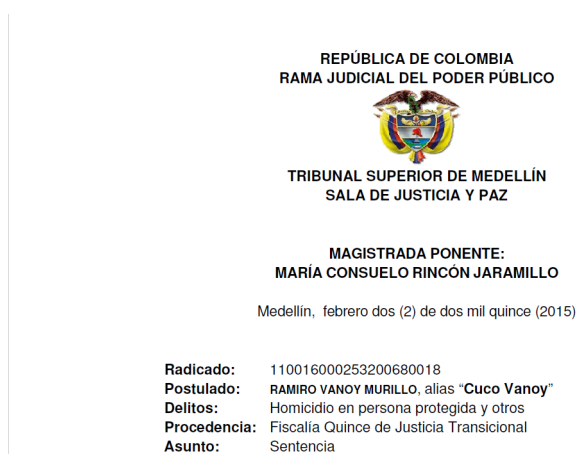 REPÚBLICA DE COLOMBIA
RAMA JUDICIAL DEL PODER PÚBLICO
TRIBUNAL SUPERIOR DE MEDELLÍN
SALA DE JUSTICIA Y PAZ
MAGISTRADA PONENTE:
MARÍA CONSUELO RINCÓN JARAMILLO
Medellín, febrero dos (2) de dos mil quince (2015)
Radicado: 110016000253200680018
Postulado: RAMIRO VANOY MURILLO, alias “Cuco Vanoy”
Delitos: Homicidio en persona protegida y otros
Procedencia: Fiscalía Quince de Justicia Transicional
Asunto: Sentencia